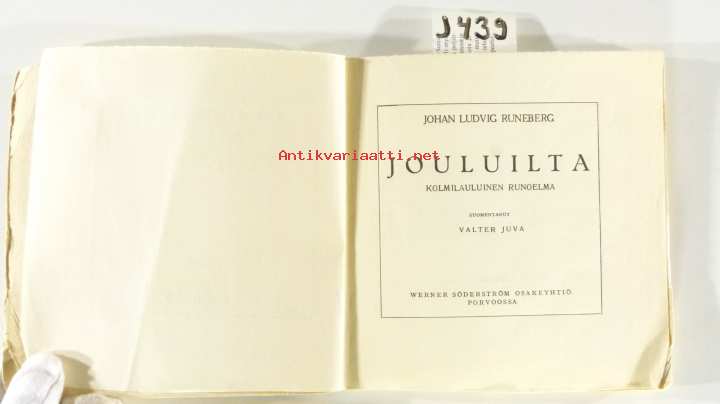 J439
JOHAN LUDVIG RUNEBERG
Antikvariaatti.net
JOULUILTA
KOLMILAULUINEN RUNOELMA
SUOMENTANUT
VALTER JUVA
WERNER SÖDERSTRÖM OSAKEYHTIÖ
PORVOOSSA